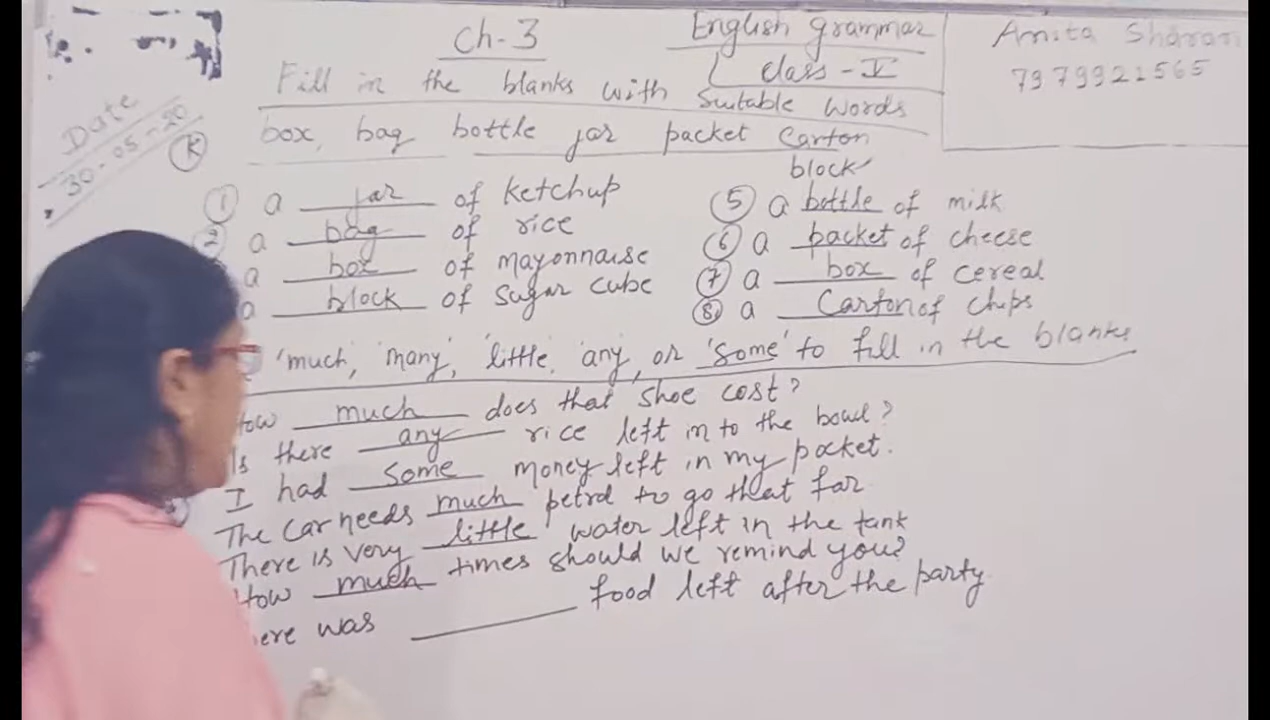 Ch-3
English grammar
Class - V
Amita Sharan
7979921565
Date
30-05-20
Fill in the blanks with suitable words
box, bag bottle jar packet Carton
block
K
1 a jar of ketchup
2 a bag of rice
a box of mayonnaise
a block of sugar cube
5 a bottle of milk
6 a packet of cheese
7 a box of cereal
8 a Carton of chips
'much', 'many', 'little', 'any', or 'some' to fill in the blanks
How much does that shoe cost?
Is there any rice left in to the bowl?
I had some money left in my pocket.
The Car needs much petrol to go that far
There is very little water left in the tank
How much times should we remind you?
ere was ______ food left after the party